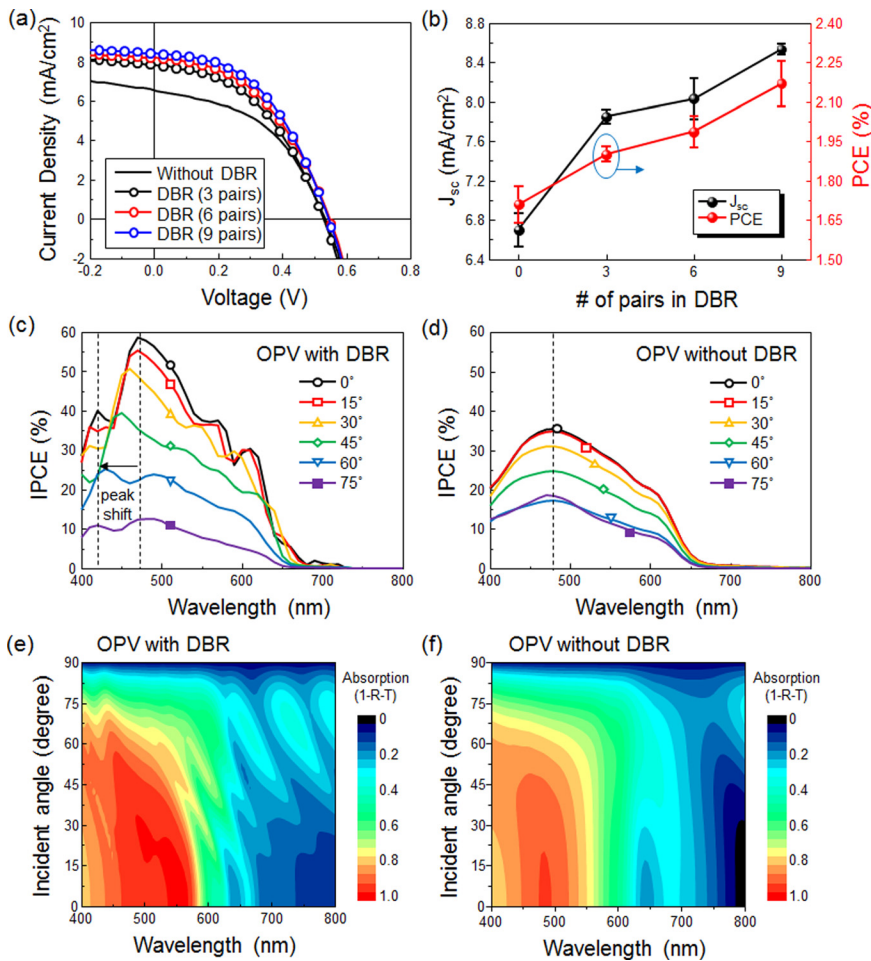 (a)
Current Density (mA/cm²)
10
8
6
4
2
0
-2
Without DBR
DBR (3 pairs)
DBR (6 pairs)
DBR (9 pairs)
-0.2 0.0 0.2 0.4 0.6 0.8
Voltage (V)
(b)
J_sc (mA/cm²)
8.8
8.4
8.0
7.6
7.2
6.8
6.4
2.40
2.25
2.10
1.95
1.80
1.65
1.50
PCE (%)
J_sc
PCE
0 3 6 9
# of pairs in DBR
(c)
OPV with DBR
IPCE (%)
60
50
40
30
20
10
0
0˚
15˚
30˚
45˚
60˚
75˚
peak
shift
400 500 600 700 800
Wavelength (nm)
(d)
OPV without DBR
IPCE (%)
60
50
40
30
20
10
0
0˚
15˚
30˚
45˚
60˚
75˚
400 500 600 700 800
Wavelength (nm)
(e) OPV with DBR
Incident angle (degree)
90
75
60
45
30
15
0
Absorption
(1-R-T)
0
0.2
0.4
0.6
0.8
1.0
400 500 600 700 800
Wavelength (nm)
(f) OPV without DBR
Incident angle (degree)
90
75
60
45
30
15
0
Absorption
(1-R-T)
0
0.2
0.4
0.6
0.8
1.0
400 500 600 700 800
Wavelength (nm)